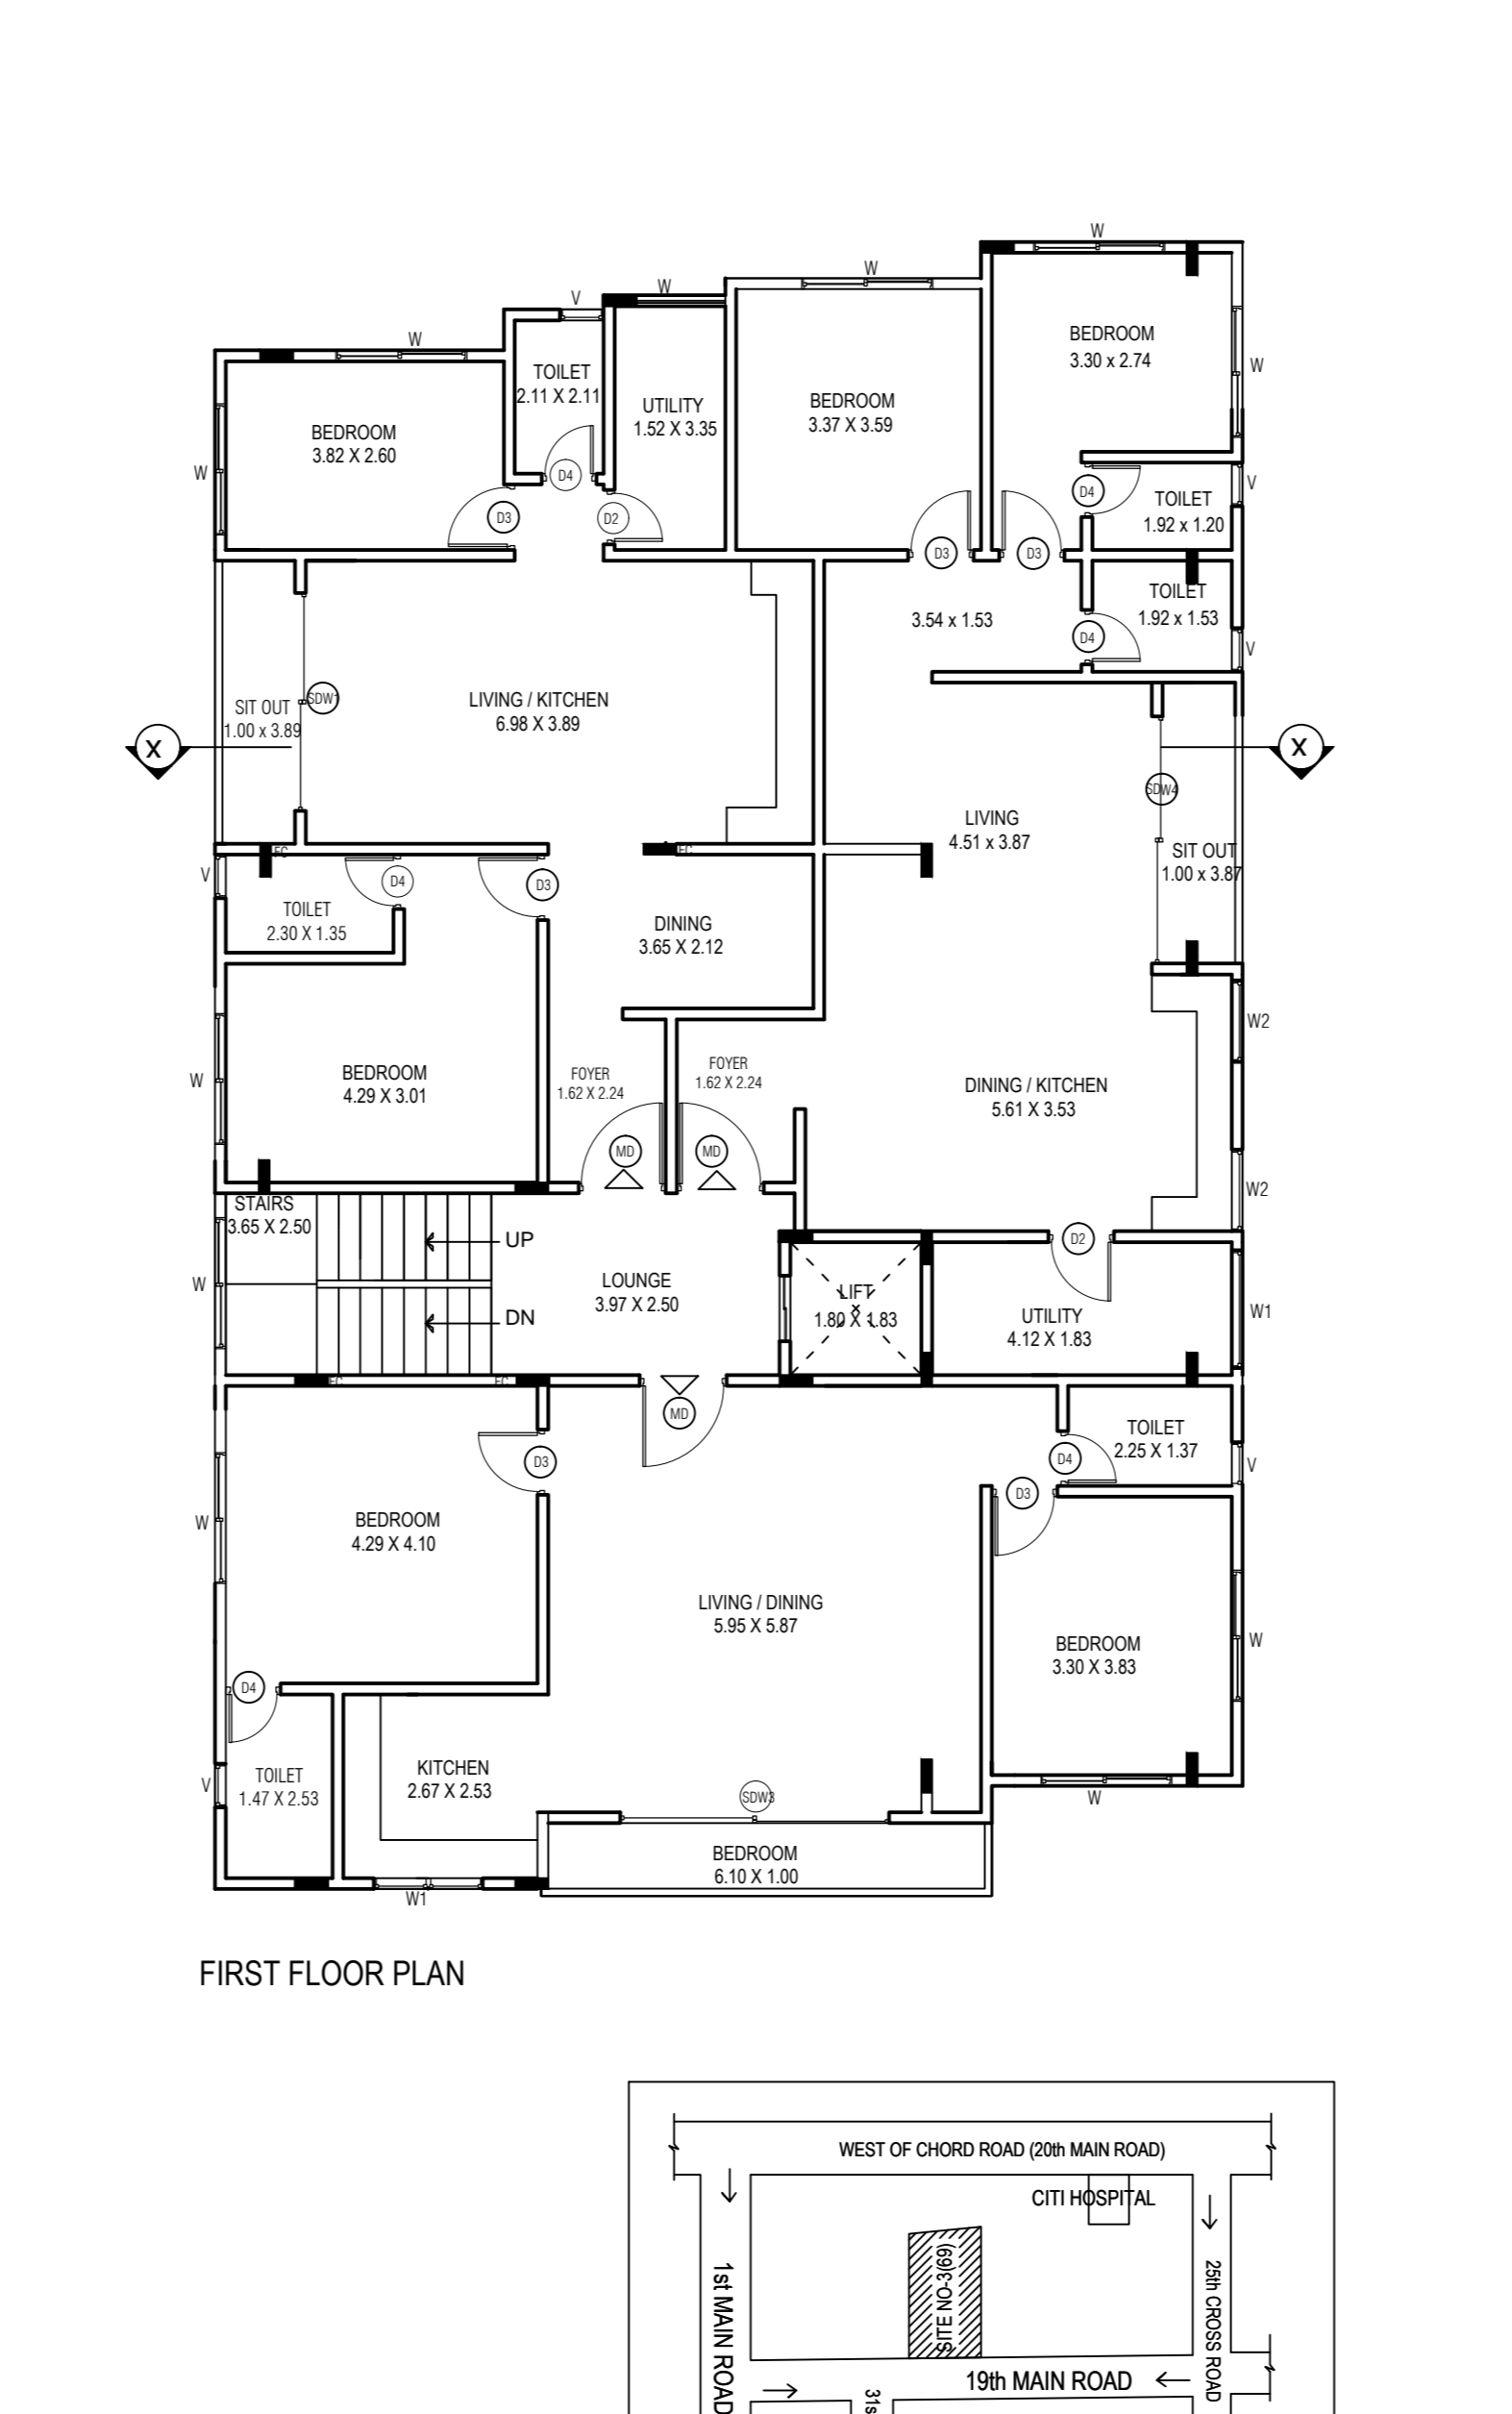 W
W
W
V
W
BEDROOM
3.30 x 2.74
W
TOILET
2.11 X 2.11
UTILITY
1.52 X 3.35
BEDROOM
3.37 X 3.59
BEDROOM
3.82 X 2.60
W
D4
D3
D2
D4
TOILET
1.92 x 1.20
V
D3
D3
TOILET
1.92 x 1.53
3.54 x 1.53
D4
V
SDW1
SIT OUT
1.00 x 3.89
LIVING / KITCHEN
6.98 X 3.89
X
X
SDW4
LIVING
4.51 x 3.87
SIT OUT
1.00 x 3.87
FC
FC
V
D4
D3
TOILET
2.30 X 1.35
DINING
3.65 X 2.12
W2
BEDROOM
4.29 X 3.01
W
FOYER
1.62 X 2.24
FOYER
1.62 X 2.24
DINING / KITCHEN
5.61 X 3.53
MD
MD
W2
STAIRS
3.65 X 2.50
UP
D2
W
LOUNGE
3.97 X 2.50
LIFT
1.80 X 1.83
DN
UTILITY
4.12 X 1.83
W1
FC
FC
MD
D3
D4
TOILET
2.25 X 1.37
V
D3
W
BEDROOM
4.29 X 4.10
LIVING / DINING
5.95 X 5.87
BEDROOM
3.30 X 3.83
W
D4
V
TOILET
1.47 X 2.53
KITCHEN
2.67 X 2.53
SDW3
W
BEDROOM
6.10 X 1.00
W1
FIRST FLOOR PLAN
WEST OF CHORD ROAD (20th MAIN ROAD)
CITI HOSPITAL
SITE ON-3(69)
1st MAIN ROAD
25th CROSS ROAD
19th MAIN ROAD
31s